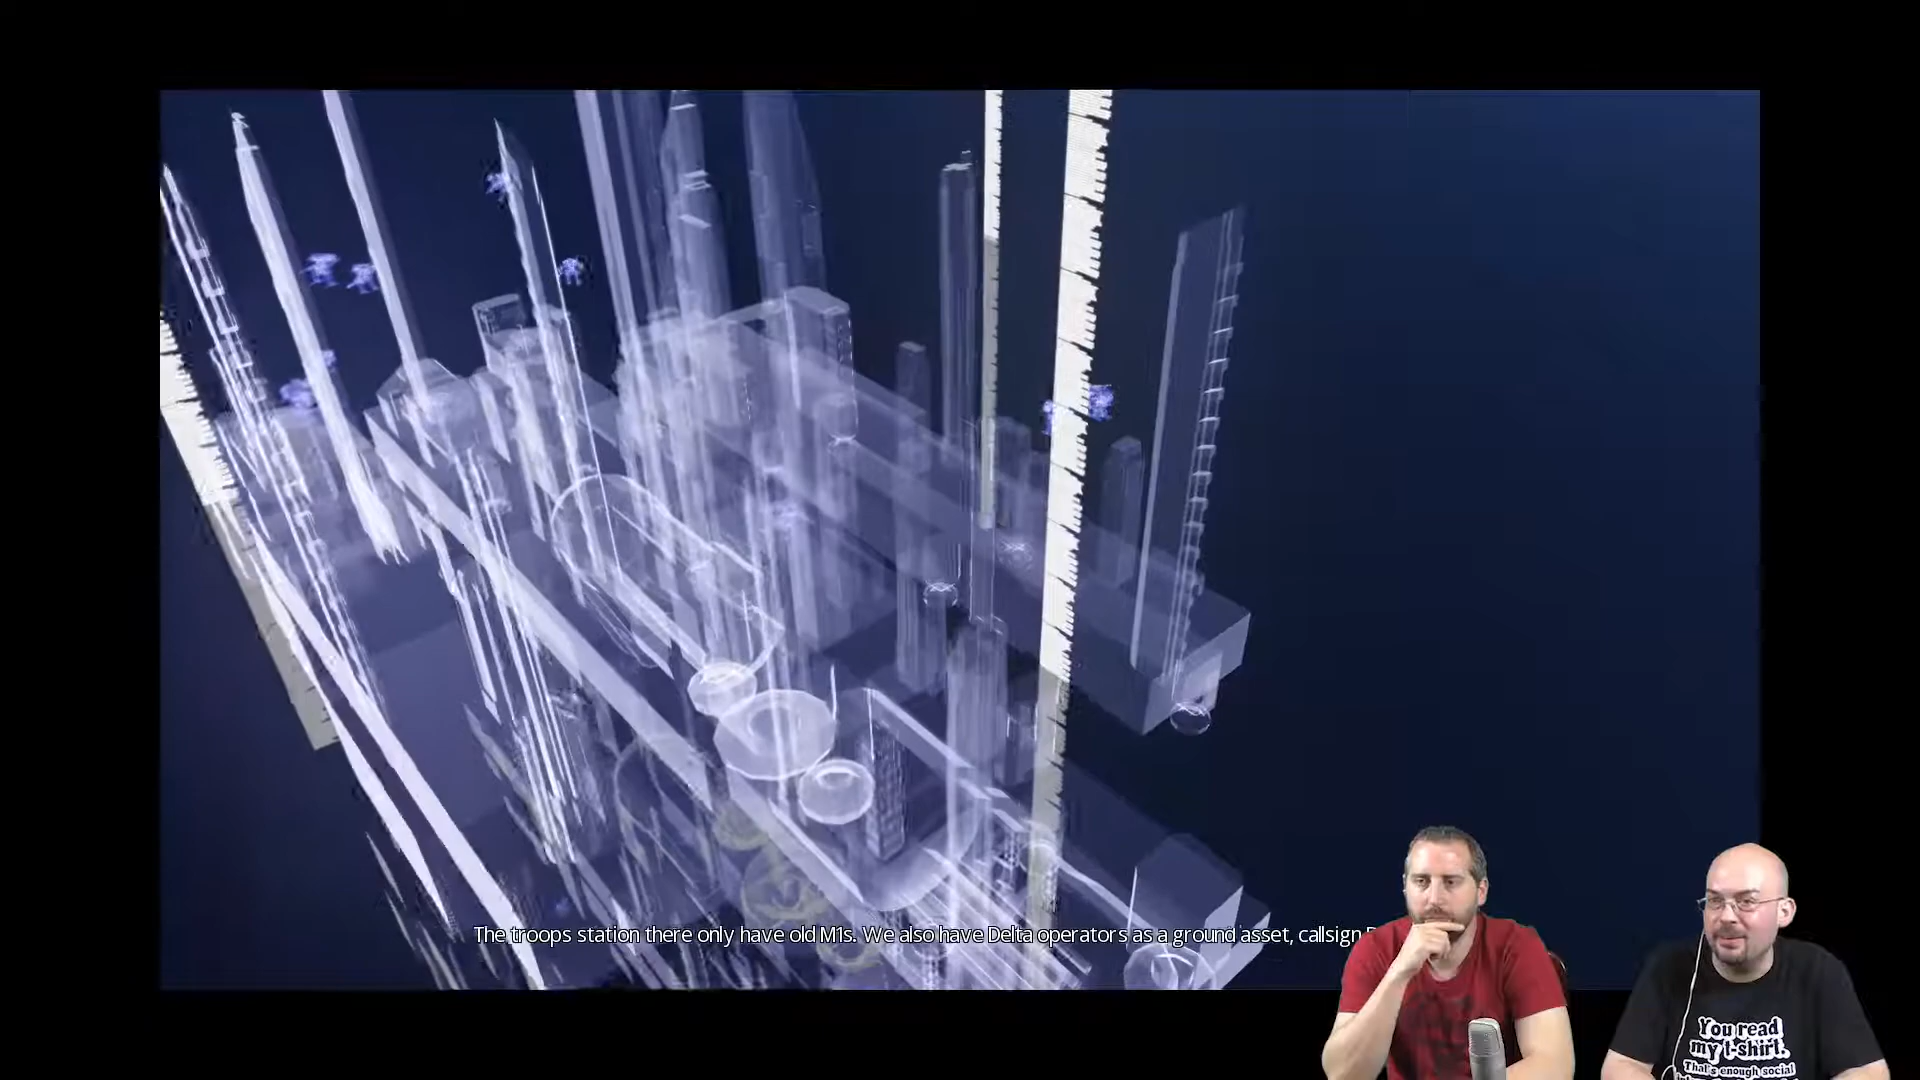 The troops station there only have old M1s. We also have Delta operators as a ground asset, callsign
You read
my t-shirt.
That's enough social